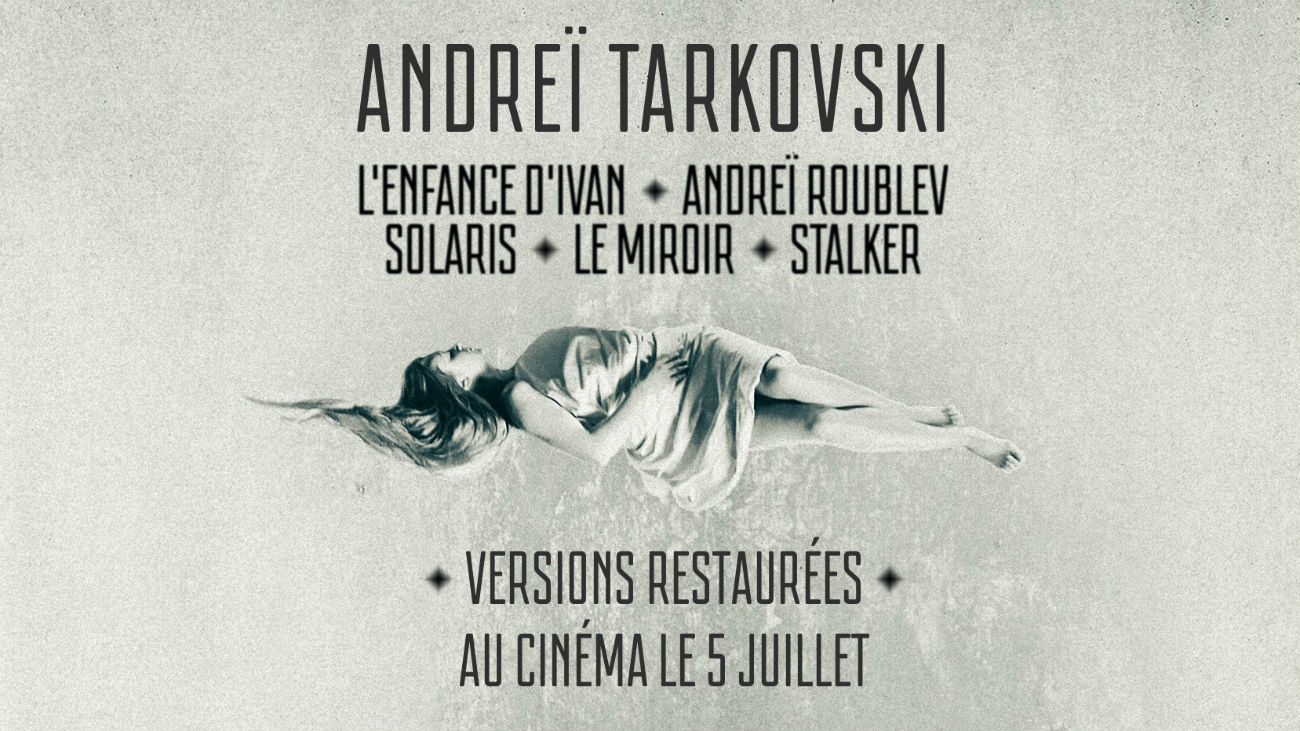 ANDREÏ TARKOVSKI
L'ENFANCE D'IVAN ✦ ANDREÏ ROUBLEV
SOLARIS ✦ LE MIROIR ✦ STALKER
✦ VERSIONS RESTAURÉES ✦
AU CINÉMA LE 5 JUILLET